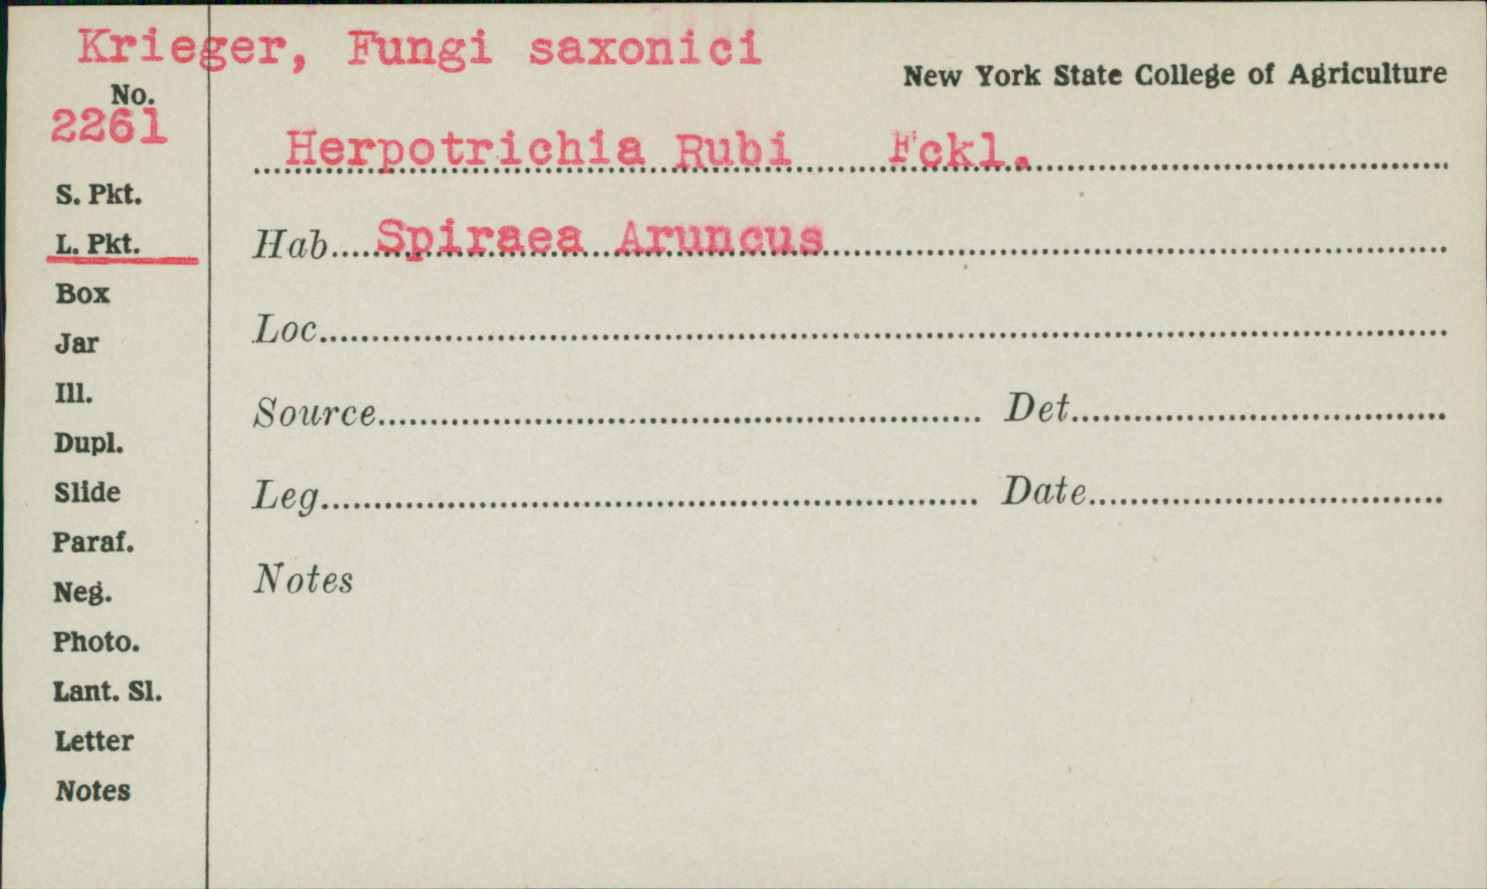 Krieger, Fungi saxonici
New York State College of Agriculture
No.
2261
Herpotrichia Rubi Fckl.
S. Pkt.
L. Pkt.
Hab. Spiraea Aruncus
Box
Loc.
Jar
Ill.
Source. Det.
Dupl.
Slide
Leg. Date.
Paraf.
Neg.
Notes
Photo.
Lant. Sl.
Letter
Notes